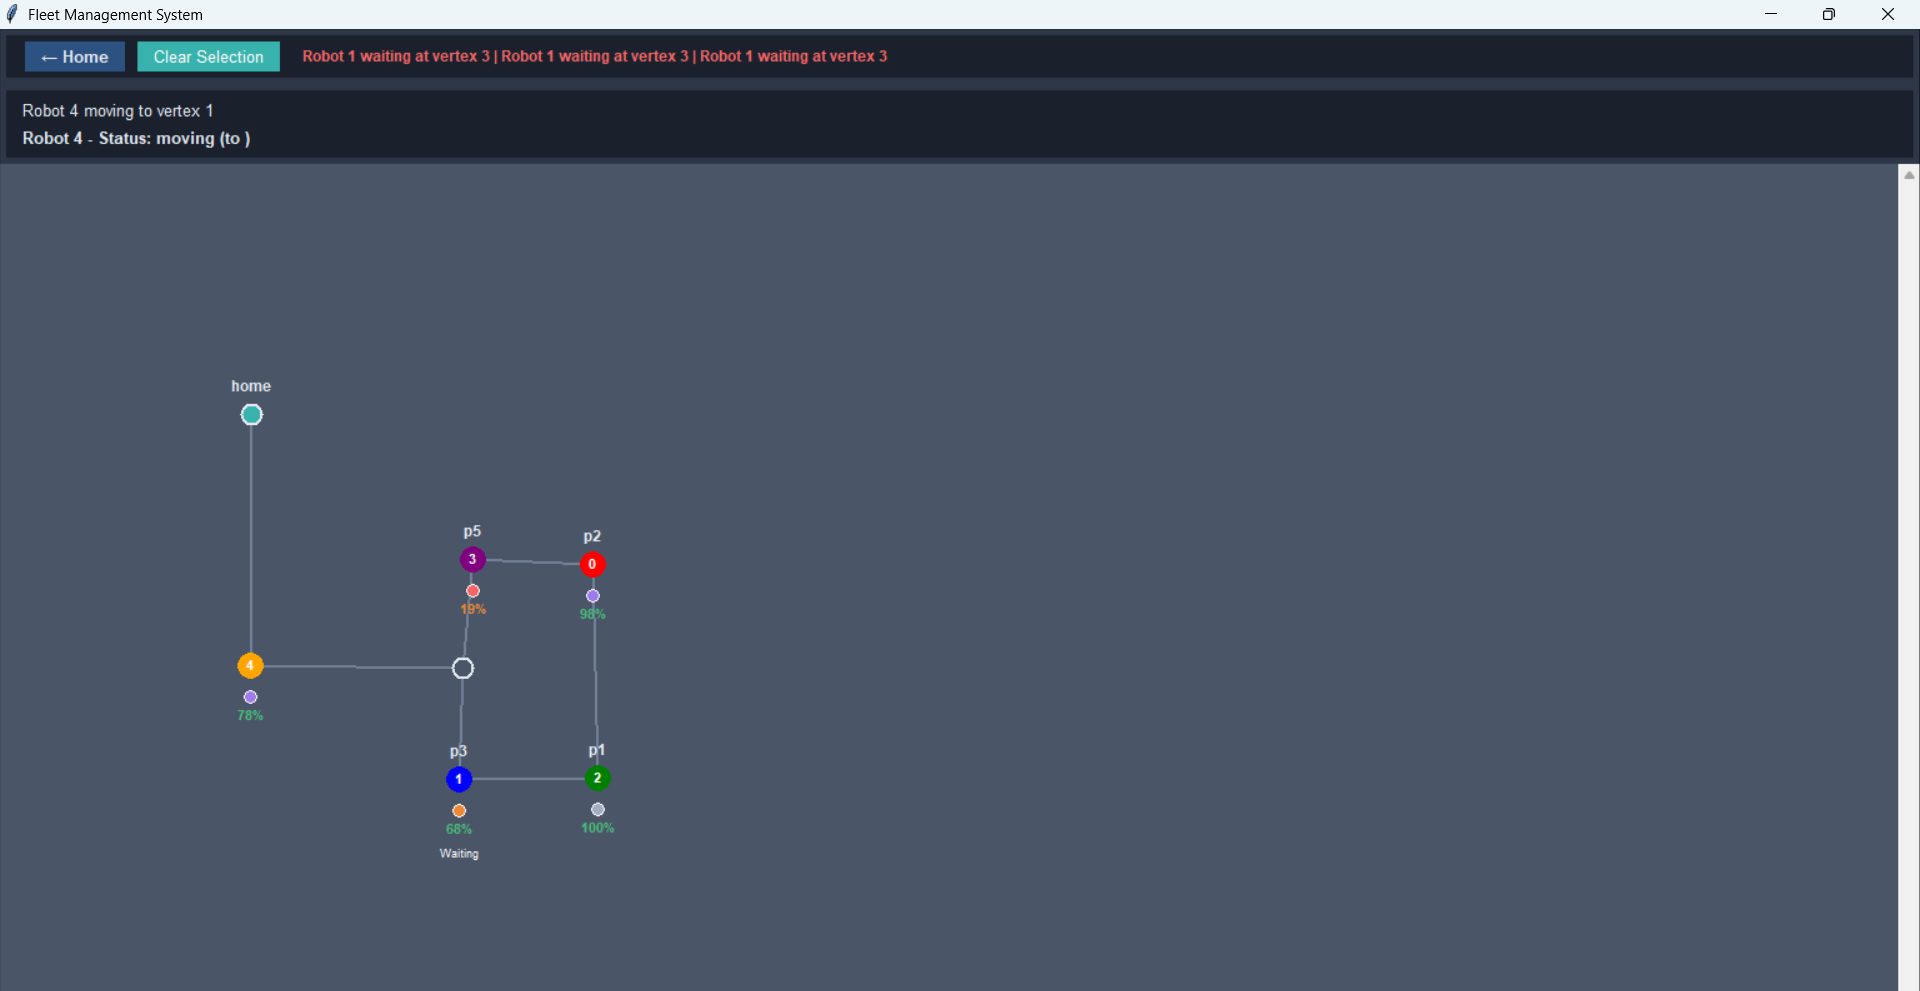 Fleet Management System
← Home
Clear Selection
Robot 1 waiting at vertex 3 | Robot 1 waiting at vertex 3 | Robot 1 waiting at vertex 3
Robot 4 moving to vertex 1
Robot 4 - Status: moving (to )
home
p5
p2
3
0
19%
98%
4
78%
p3
p1
1
2
68%
100%
Waiting